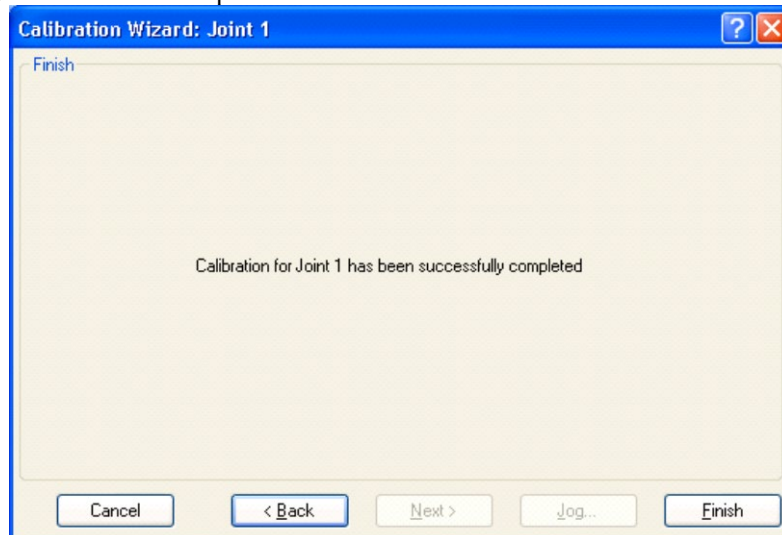 Calibration Wizard: Joint 1
Finish
Calibration for Joint 1 has been successfully completed
Cancel
< Back
Next >
Jog...
Finish